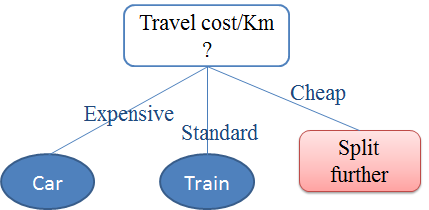 Travel cost/Km
?
Expensive
Standard
Cheap
Car
Train
Split
further